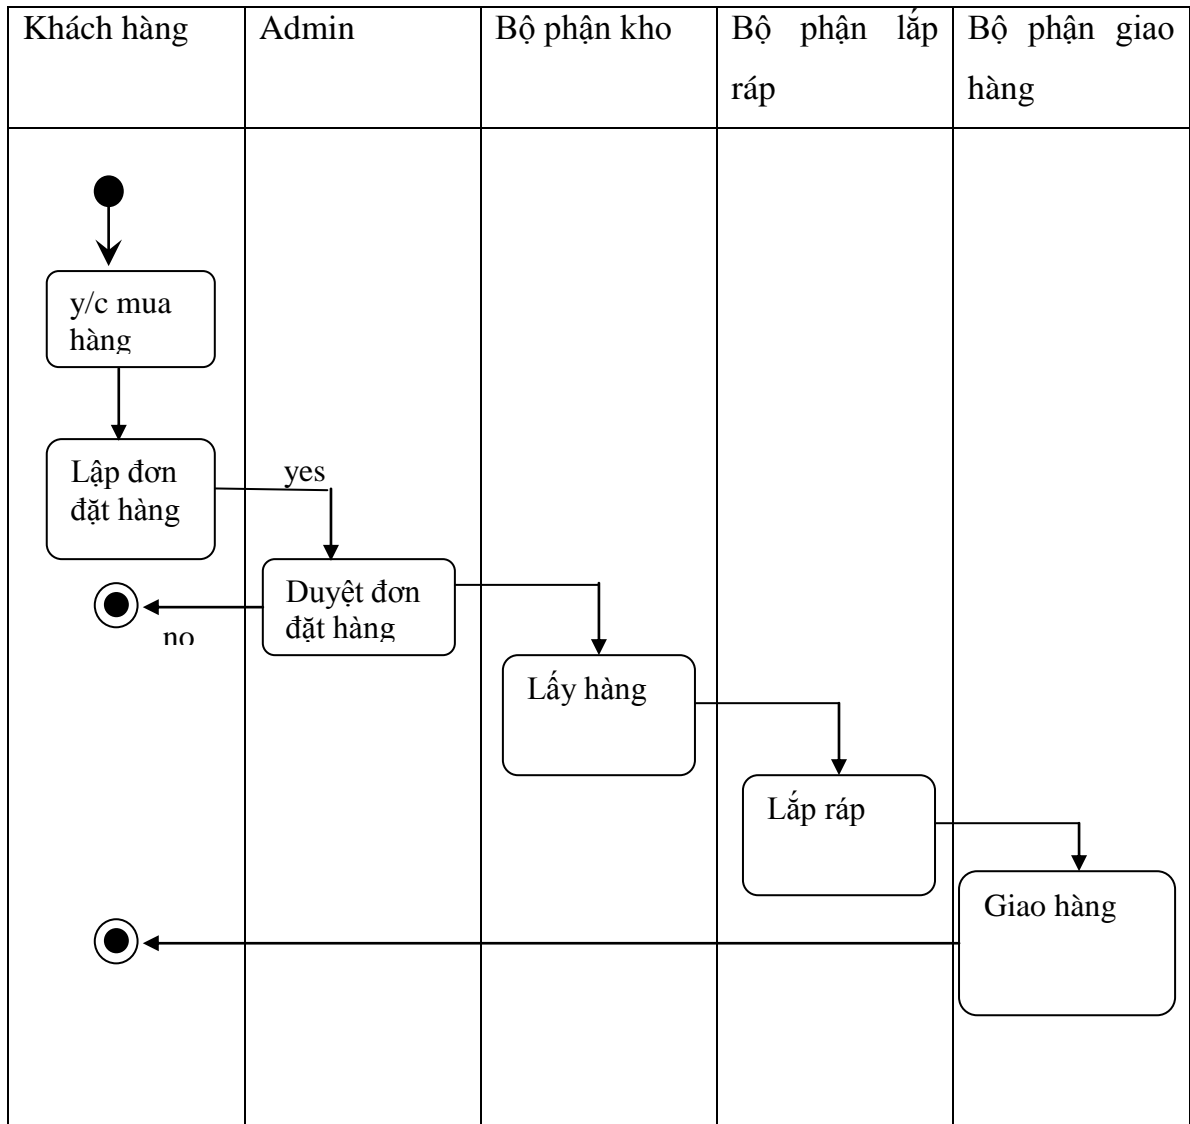 Khách hàng
Admin
Bộ phận kho
Bộ phận lắp
ráp
Bộ phận giao
hàng
y/c mua
hàng
Lập đơn
đặt hàng
yes
Duyệt đơn
đặt hàng
no
Lấy hàng
Lắp ráp
Giao hàng